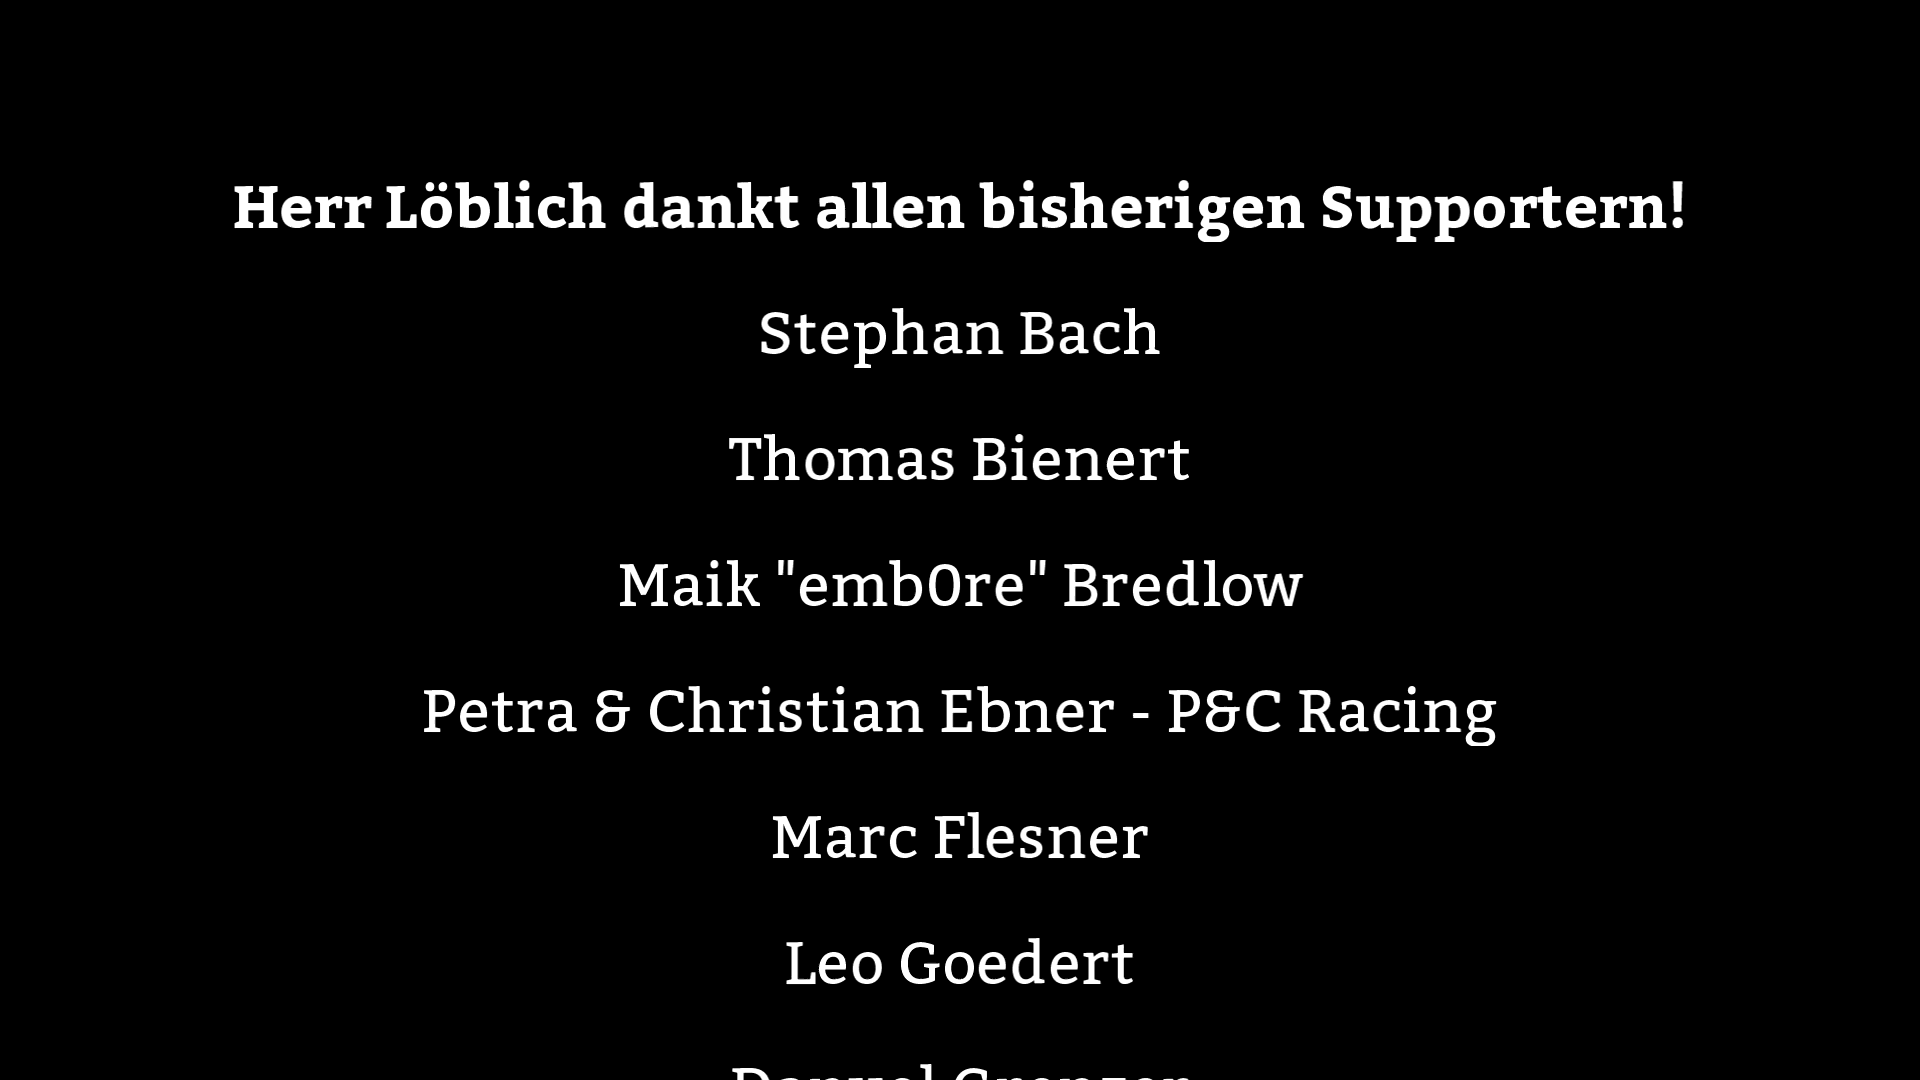 Herr Löblich dankt allen bisherigen Supportern!
Stephan Bach
Thomas Bienert
Maik "emb0re" Bredlow
Petra & Christian Ebner - P&C Racing
Marc Flesner
Leo Goedert